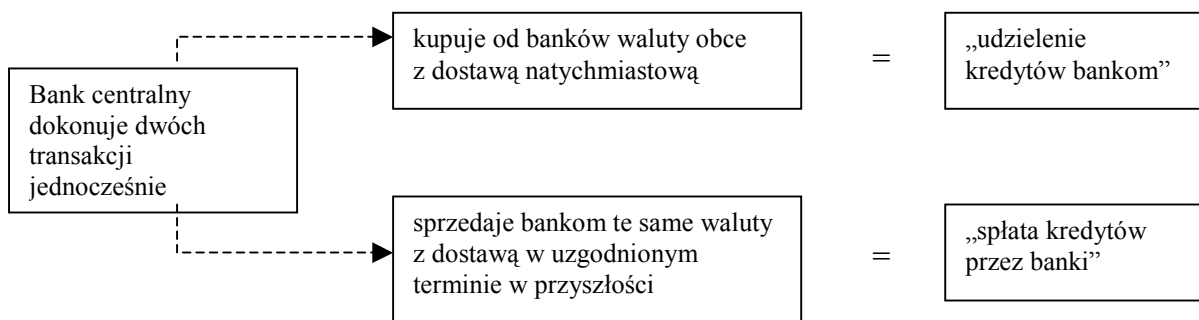 Bank centralny
dokonuje dwóch
transakcji
jednocześnie
kupuje od banków waluty obce
z dostawą natychmiastową
=
„udzielenie
kredytów bankom”
sprzedaje bankom te same waluty
z dostawą w uzgodnionym
terminie w przyszłości
=
„spłata kredytów
przez banki”